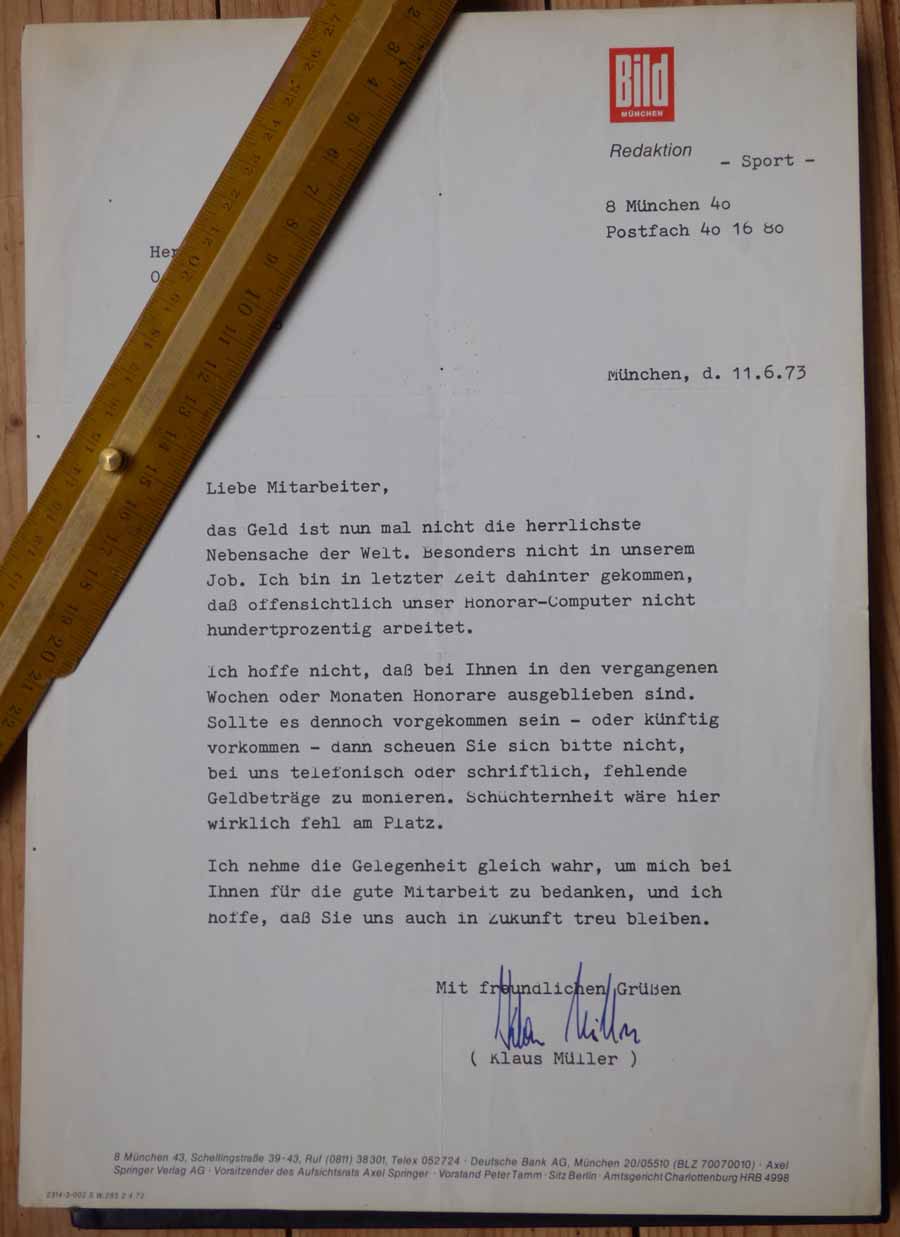 Bild
MÜNCHEN
Redaktion
- Sport -
8 München 4o
Postfach 4o 16 8o
München, d. 11.6.73
Liebe Mitarbeiter,
das Geld ist nun mal nicht die herrlichste
Nebensache der Welt. Besonders nicht in unserem
Job. Ich bin in letzter Zeit dahinter gekommen,
daß offensichtlich unser Honorar-Computer nicht
hundertprozentig arbeitet.
Ich hoffe nicht, daß bei Ihnen in den vergangenen
Wochen oder Monaten Honorare ausgeblieben sind.
Sollte es dennoch vorgekommen sein - oder künftig
vorkommen - dann scheuen Sie sich bitte nicht,
bei uns telefonisch oder schriftlich, fehlende
Geldbeträge zu monieren. Schüchternheit wäre hier
wirklich fehl am Platz.
Ich nehme die Gelegenheit gleich wahr, um mich bei
Ihnen für die gute Mitarbeit zu bedanken, und ich
hoffe, daß Sie uns auch in Zukunft treu bleiben.
Mit freundlichen Grüßen
( Klaus Müller )
8 München 43, Schellingstraße 39-43, Ruf (0811) 38301, Telex 052724 · Deutsche Bank AG, München 20/05510 (BLZ 70070010) · Axel
Springer Verlag AG · Vorsitzender des Aufsichtsrats Axel Springer · Vorstand Peter Tamm · Sitz Berlin · Amtsgericht Charlottenburg HRB 4998